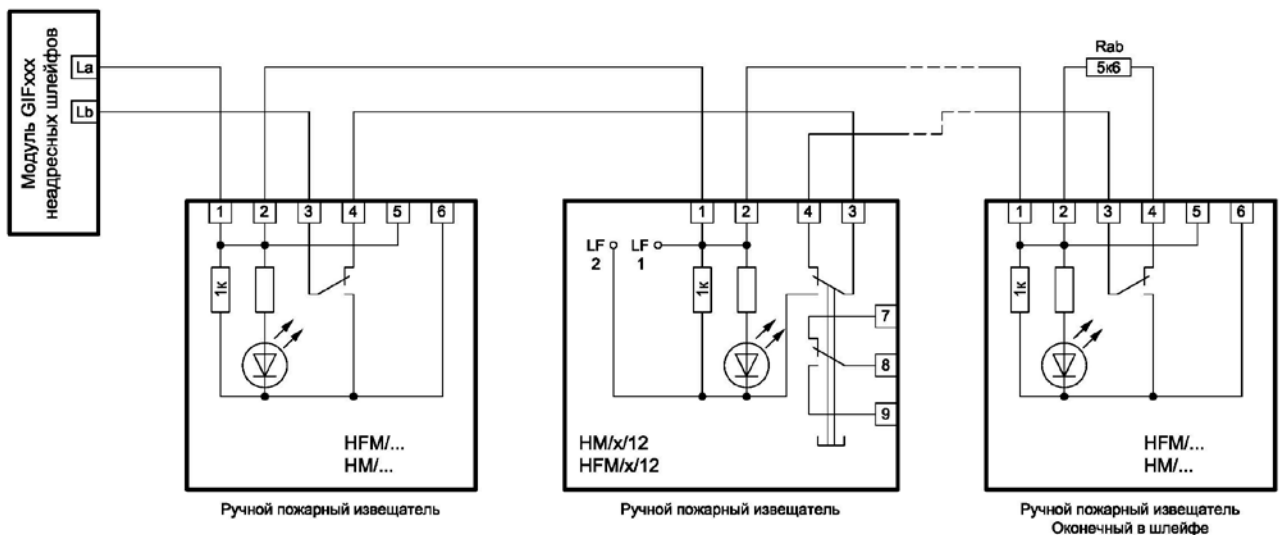 Модуль GIFxxx
неадресных шлейфов
La
Lb
Rab
5к6
1 2 3 4 5 6
1к
HFM/...
HM/...
Ручной пожарный извещатель
1 2 4 3
LF
2
LF
1
1к
7
8
9
HM/x/12
HFM/x/12
Ручной пожарный извещатель
1 2 3 4 5 6
1к
HFM/...
HM/...
Ручной пожарный извещатель
Оконечный в шлейфе